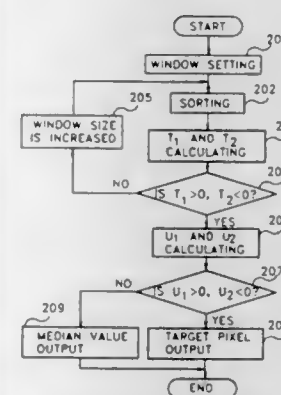 START
WINDOW SETTING
205
202
WINDOW SIZE
IS INCREASED
SORTING
T₁ AND T₂
CALCULATING
NO
IS T₁>0, T₂<0?
YES
U₁ AND U₂
CALCULATING
NO
IS U₁>0, U₂<0?
209
YES
MEDIAN VALUE
OUTPUT
TARGET PIXEL
OUTPUT
END